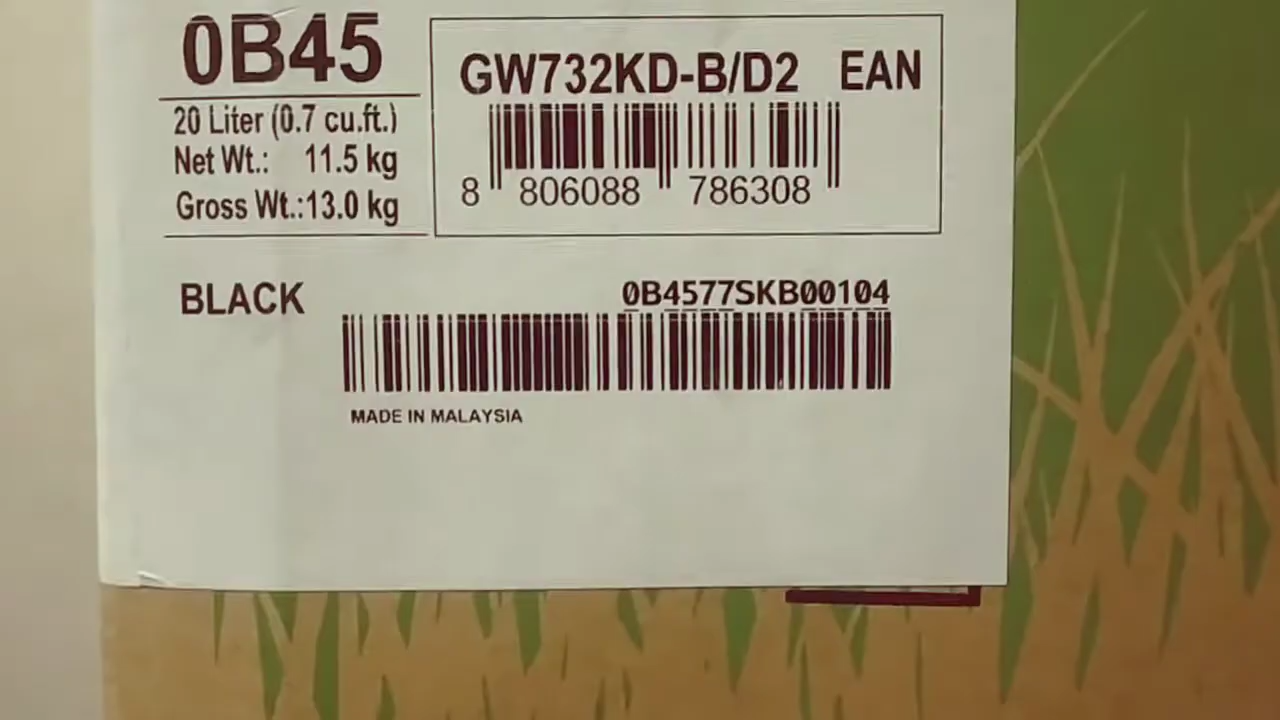 0B45
20 Liter (0.7 cu.ft.)
Net Wt.: 11.5 kg
Gross Wt.:13.0 kg
GW732KD-B/D2 EAN
8 806088 786308
BLACK
0B4577SKB00104
MADE IN MALAYSIA